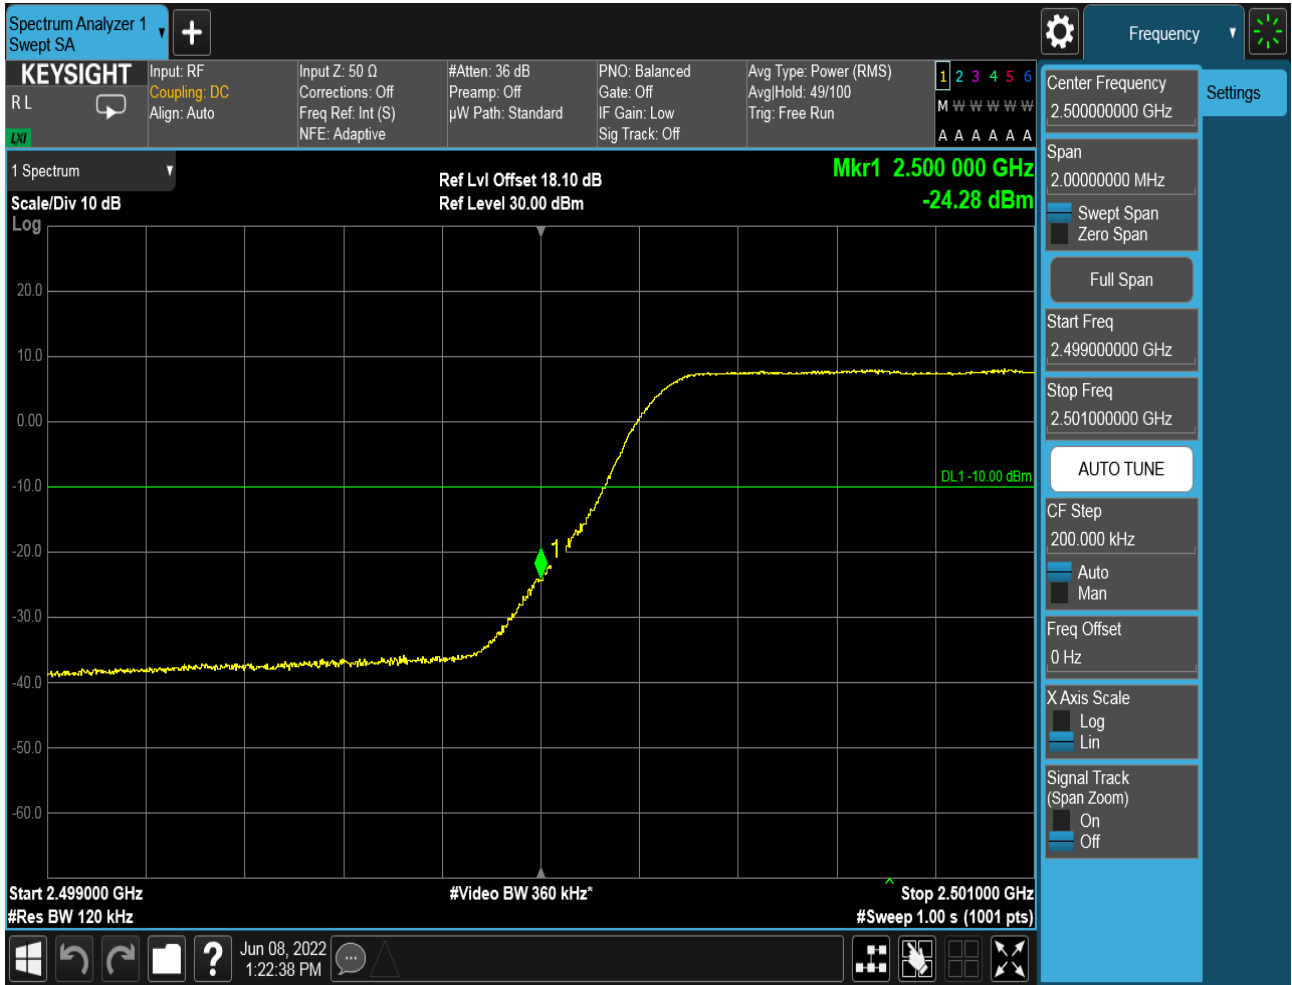 Spectrum Analyzer 1
Swept SA
Frequency
KEYSIGHT
R L
LXI
Input: RF
Coupling: DC
Align: Auto
Input Z: 50 Ω
Corrections: Off
Freq Ref: Int (S)
NFE: Adaptive
#Atten: 36 dB
Preamp: Off
µW Path: Standard
PNO: Balanced
Gate: Off
IF Gain: Low
Sig Track: Off
Avg Type: Power (RMS)
Avg|Hold: 49/100
Trig: Free Run
1 2 3 4 5 6
M W W W W W
A A A A A A
1 Spectrum
Scale/Div 10 dB
Log
Ref Lvl Offset 18.10 dB
Ref Level 30.00 dBm
Mkr1 2.500 000 GHz
-24.28 dBm
20.0
10.0
0.00
-10.0
-20.0
-30.0
-40.0
-50.0
-60.0
DL1 -10.00 dBm
1
Start 2.499000 GHz
#Res BW 120 kHz
#Video BW 360 kHz*
Stop 2.501000 GHz
#Sweep 1.00 s (1001 pts)
Center Frequency
2.500000000 GHz
Span
2.00000000 MHz
Swept Span
Zero Span
Full Span
Start Freq
2.499000000 GHz
Stop Freq
2.501000000 GHz
AUTO TUNE
CF Step
200.000 kHz
Auto
Man
Freq Offset
0 Hz
X Axis Scale
Log
Lin
Signal Track
(Span Zoom)
On
Off
Settings
?
Jun 08, 2022
1:22:38 PM